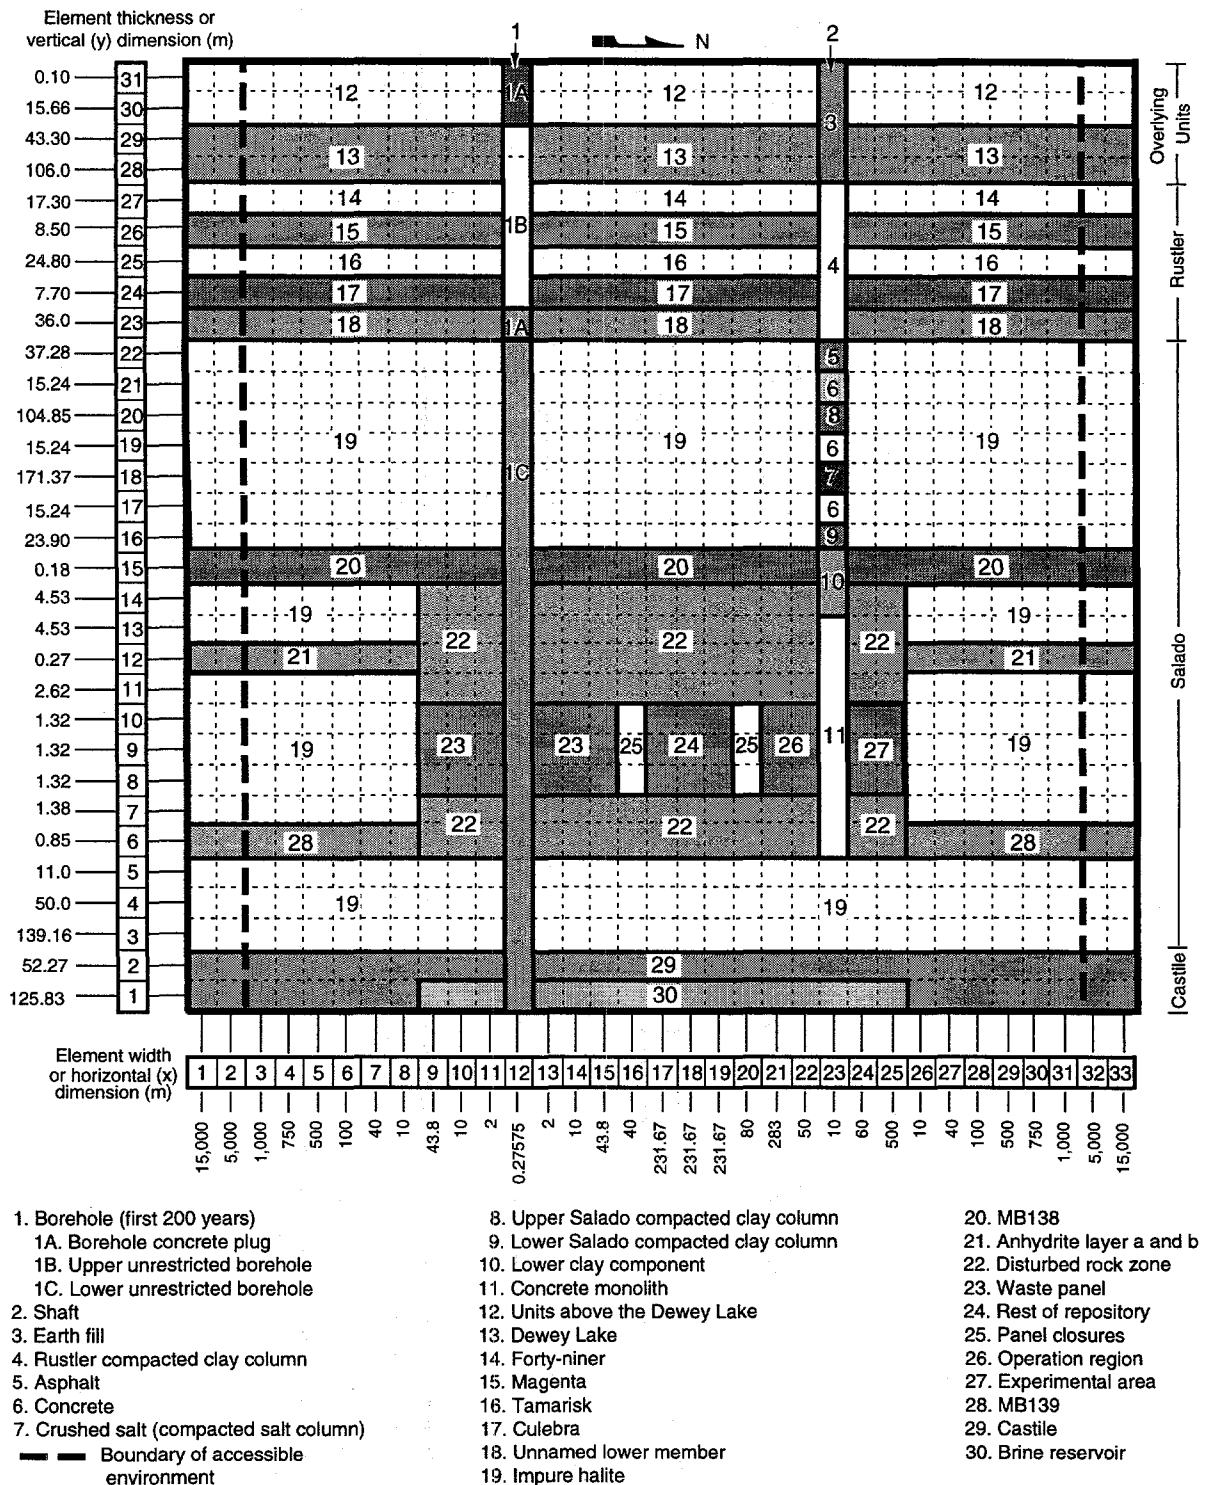 Element thickness or
vertical (y) dimension (m)
1
N
2
0.10 31
15.66 30
43.30 29
106.0 28
17.30 27
8.50 26
24.80 25
7.70 24
36.0 23
37.28 22
15.24 21
104.85 20
15.24 19
171.37 18
15.24 17
23.90 16
0.18 15
4.53 14
4.53 13
0.27 12
2.62 11
1.32 10
1.32 9
1.32 8
1.38 7
0.85 6
11.0 5
50.0 4
139.16 3
52.27 2
125.83 1
12 1A 12 12
3
13 13 13
14 14 14
1B
15 15 15
16 16 4 16
17 17 17
18 1A 18 18
5
6
8
19 19 6 19
1C 7
6
9
20 20 10 20
19 22 22 22 19
21 21
19 23 23 25 24 25 26 11 27 19
22 22 22
28 28
19 19
29
30
Overlying
Units
Rustler
Salado
Castile
Element width
or horizontal (x)
dimension (m)
1 2 3 4 5 6 7 8 9 10 11 12 13 14 15 16 17 18 19 20 21 22 23 24 25 26 27 28 29 30 31 32 33
15,000 5,000 1,000 750 500 100 40 10 43.8 10 2 0.27575 2 10 43.8 40 231.67 231.67 231.67 80 283 50 10 60 500 10 40 100 500 750 1,000 5,000 15,000
1. Borehole (first 200 years)
1A. Borehole concrete plug
1B. Upper unrestricted borehole
1C. Lower unrestricted borehole
2. Shaft
3. Earth fill
4. Rustler compacted clay column
5. Asphalt
6. Concrete
7. Crushed salt (compacted salt column)
Boundary of accessible
environment
8. Upper Salado compacted clay column
9. Lower Salado compacted clay column
10. Lower clay component
11. Concrete monolith
12. Units above the Dewey Lake
13. Dewey Lake
14. Forty-niner
15. Magenta
16. Tamarisk
17. Culebra
18. Unnamed lower member
19. Impure halite
20. MB138
21. Anhydrite layer a and b
22. Disturbed rock zone
23. Waste panel
24. Rest of repository
25. Panel closures
26. Operation region
27. Experimental area
28. MB139
29. Castile
30. Brine reservoir